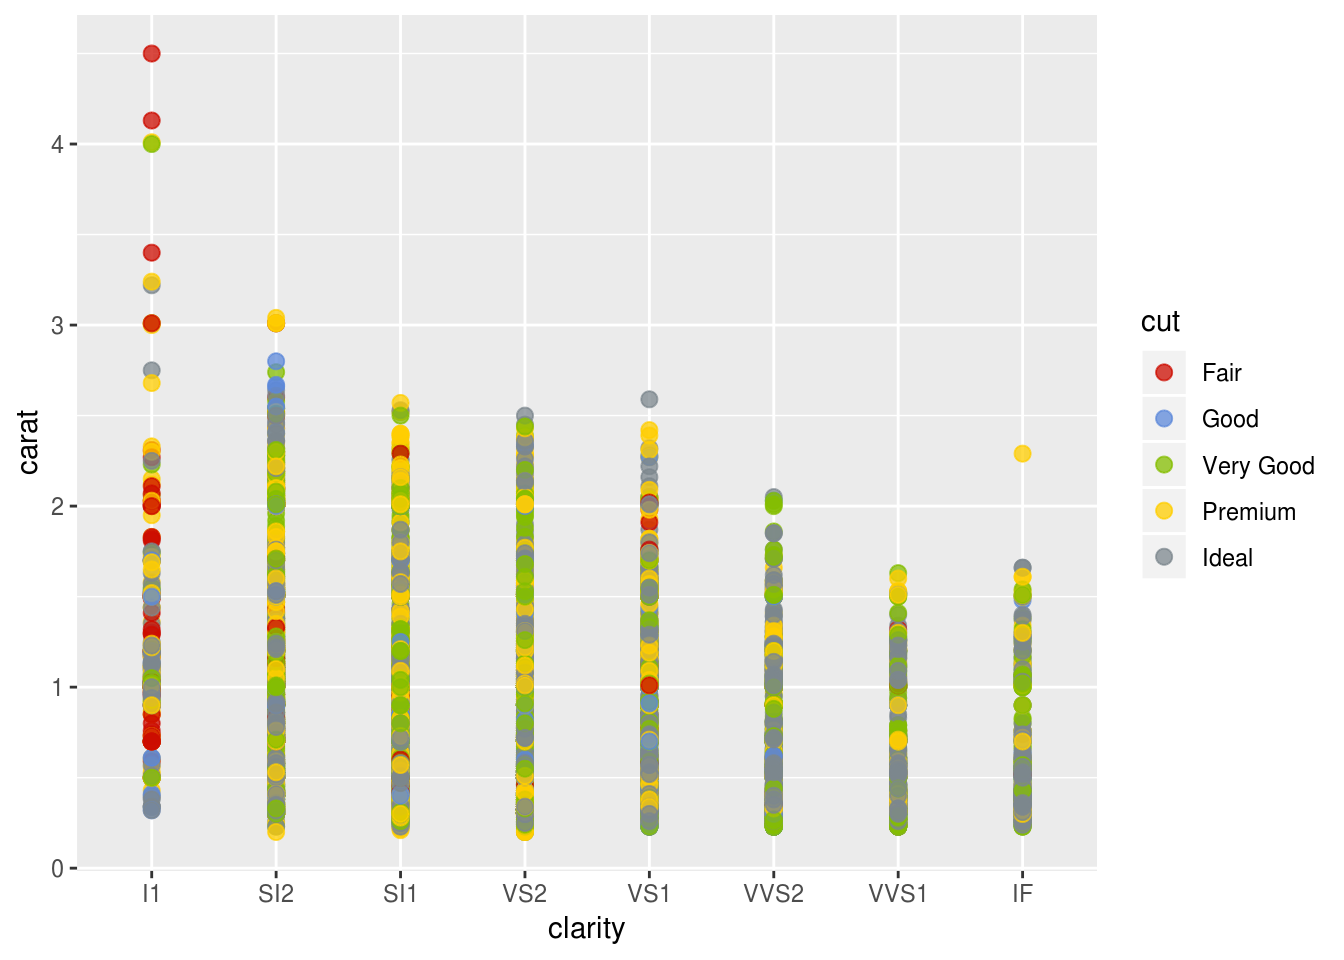 carat
4
3
2
1
0
I1 SI2 SI1 VS2 VS1 VVS2 VVS1 IF
clarity
cut
Fair
Good
Very Good
Premium
Ideal